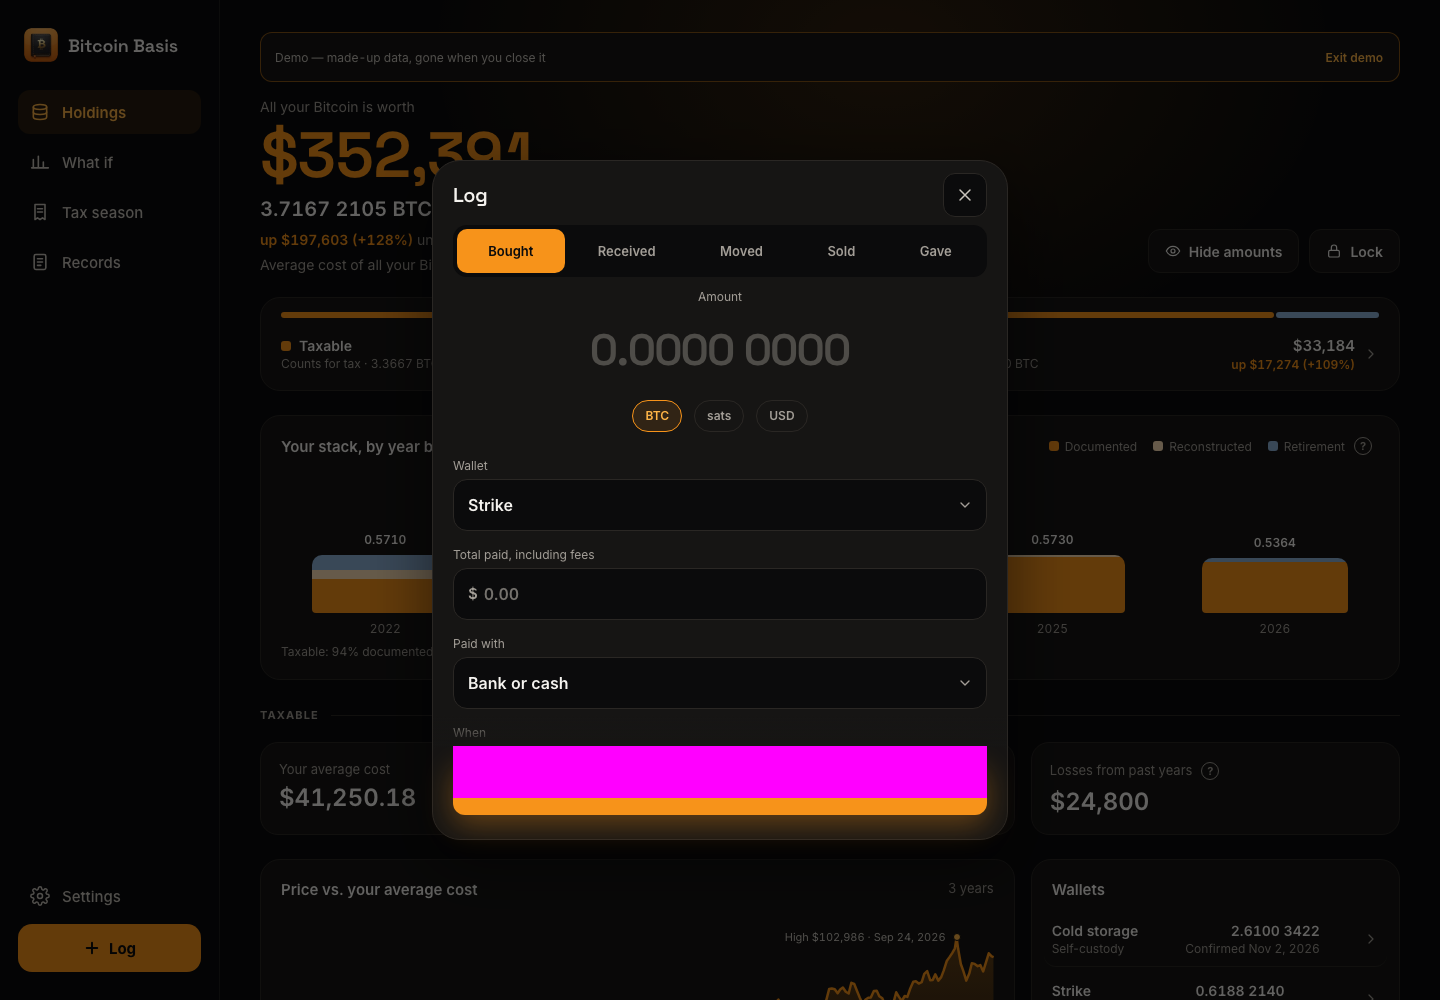 Bitcoin Basis
Holdings
What if
Tax season
Records
Settings
Log
Demo — made-up data, gone when you close it
Exit demo
All your Bitcoin is worth
$352,391
3.7167 2105 BTC
up $197,603 (+128%) un
Average cost of all your Bi
Hide amounts
Lock
Taxable
Counts for tax · 3.3667 BT
BTC
$33,184
up $17,274 (+109%)
Your stack, by year b
Documented
Reconstructed
Retirement
?
0.5710
2022
0.5730
2025
0.5364
2026
Taxable: 94% documented
TAXABLE
Your average cost
$41,250.18
Losses from past years ?
$24,800
Price vs. your average cost
3 years
High $102,986 · Sep 24, 2026
Wallets
Cold storage
2.6100 3422
Self-custody
Confirmed Nov 2, 2026
Strike
0.6188 2140
Log
Bought
Received
Moved
Sold
Gave
Amount
0.0000 0000
BTC
sats
USD
Wallet
Strike
Total paid, including fees
$ 0.00
Paid with
Bank or cash
When